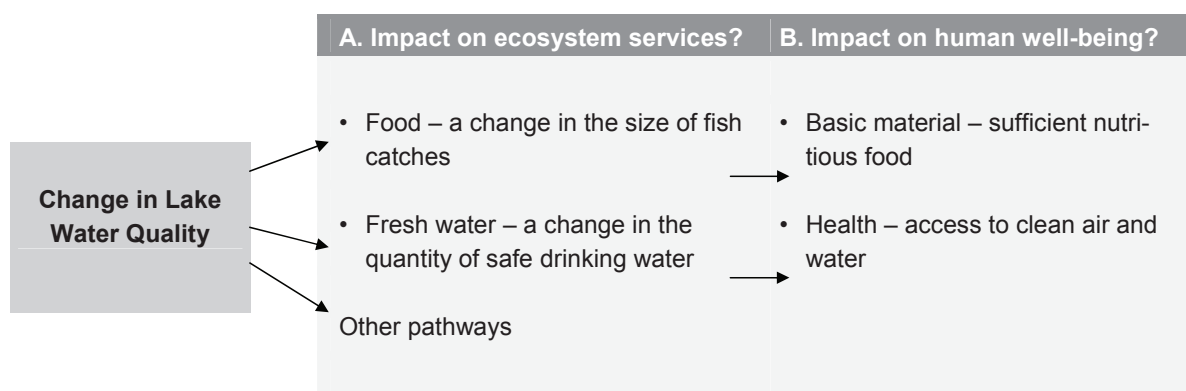 A. Impact on ecosystem services?
B. Impact on human well-being?
Change in Lake
Water Quality
• Food – a change in the size of fish
catches
• Fresh water – a change in the
quantity of safe drinking water
Other pathways
• Basic material – sufficient nutri-
tious food
• Health – access to clean air and
water